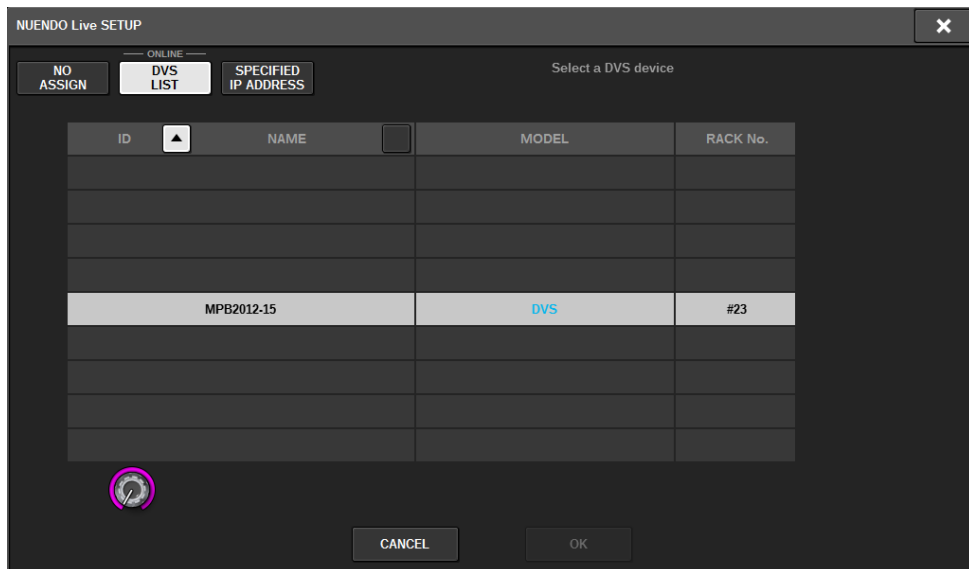 NUENDO Live SETUP
ONLINE
NO
ASSIGN
DVS
LIST
SPECIFIED
IP ADDRESS
Select a DVS device
ID NAME MODEL RACK No.
MPB2012-15 DVS #23
CANCEL OK